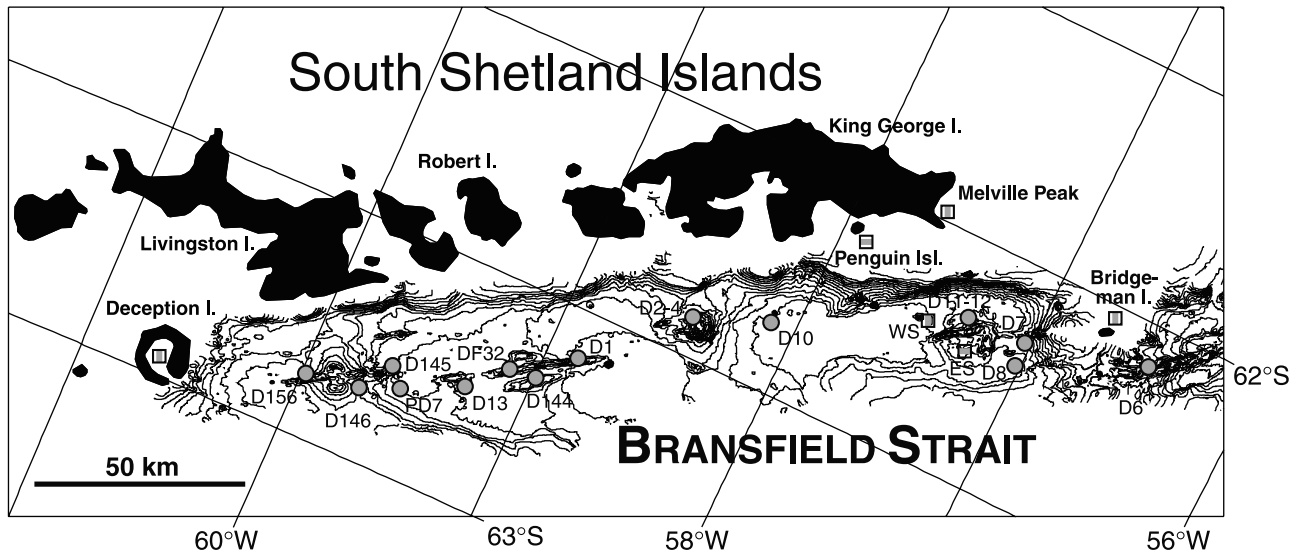 South Shetland Islands
King George I.
Robert I.
Melville Peak
Livingston I.
Penguin Isl.
Bridge-
man I.
Deception I.
D2-4
D11-12
D7
WS
D10
DF32
D1
D145
ES
D8
D156
PD7
D13
D144
D6
D146
62°S
BRANSFIELD STRAIT
50 km
60°W
63°S
58°W
56°W